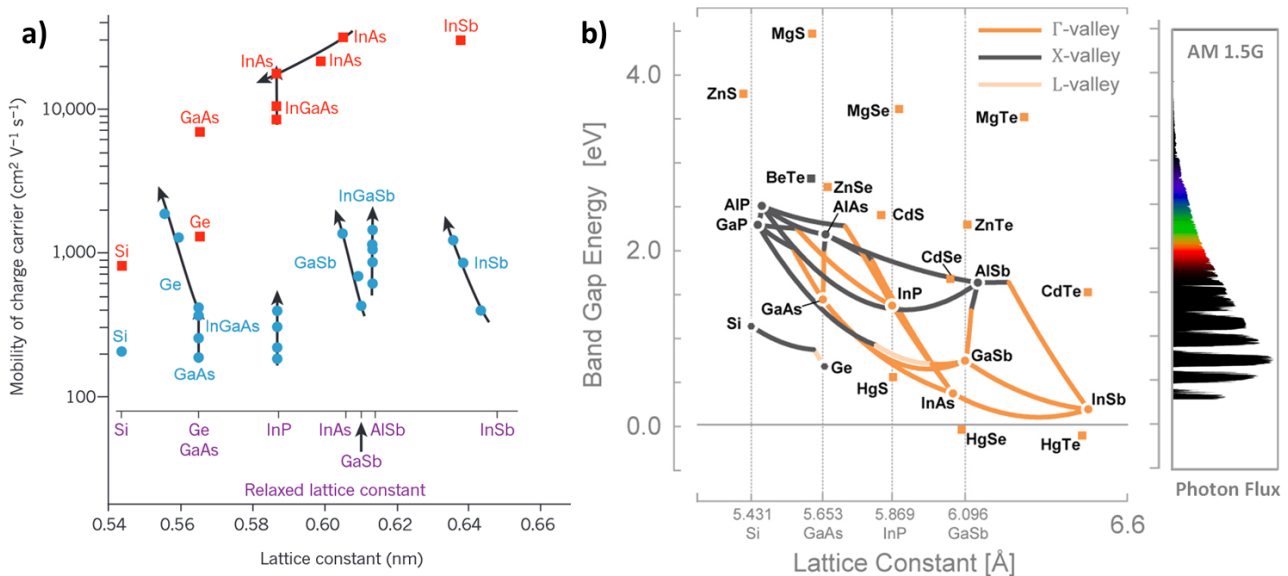 a)
Mobility of charge carrier (cm² V⁻¹ s⁻¹)
10,000
1,000
100
InSb
InAs
InAs
InAs
InGaAs
GaAs
Ge
Si
Si
Ge
InGaAs
GaAs
InGaSb
GaSb
InSb
Si
Ge
GaAs
InP
InAs
AlSb
GaSb
InSb
Relaxed lattice constant
0.54
0.56
0.58
0.60
0.62
0.64
0.66
Lattice constant (nm)
b)
Band Gap Energy [eV]
4.0
2.0
0.0
Γ-valley
X-valley
L-valley
MgS
ZnS
MgSe
MgTe
BeTe
ZnSe
AlP
AlAs
GaP
CdS
ZnTe
CdSe
AlSb
CdTe
InP
GaAs
Si
Ge
GaSb
HgS
InAs
InSb
HgSe
HgTe
5.431
Si
5.653
GaAs
5.869
InP
6.096
GaSb
6.6
Lattice Constant [Å]
AM 1.5G
Photon Flux